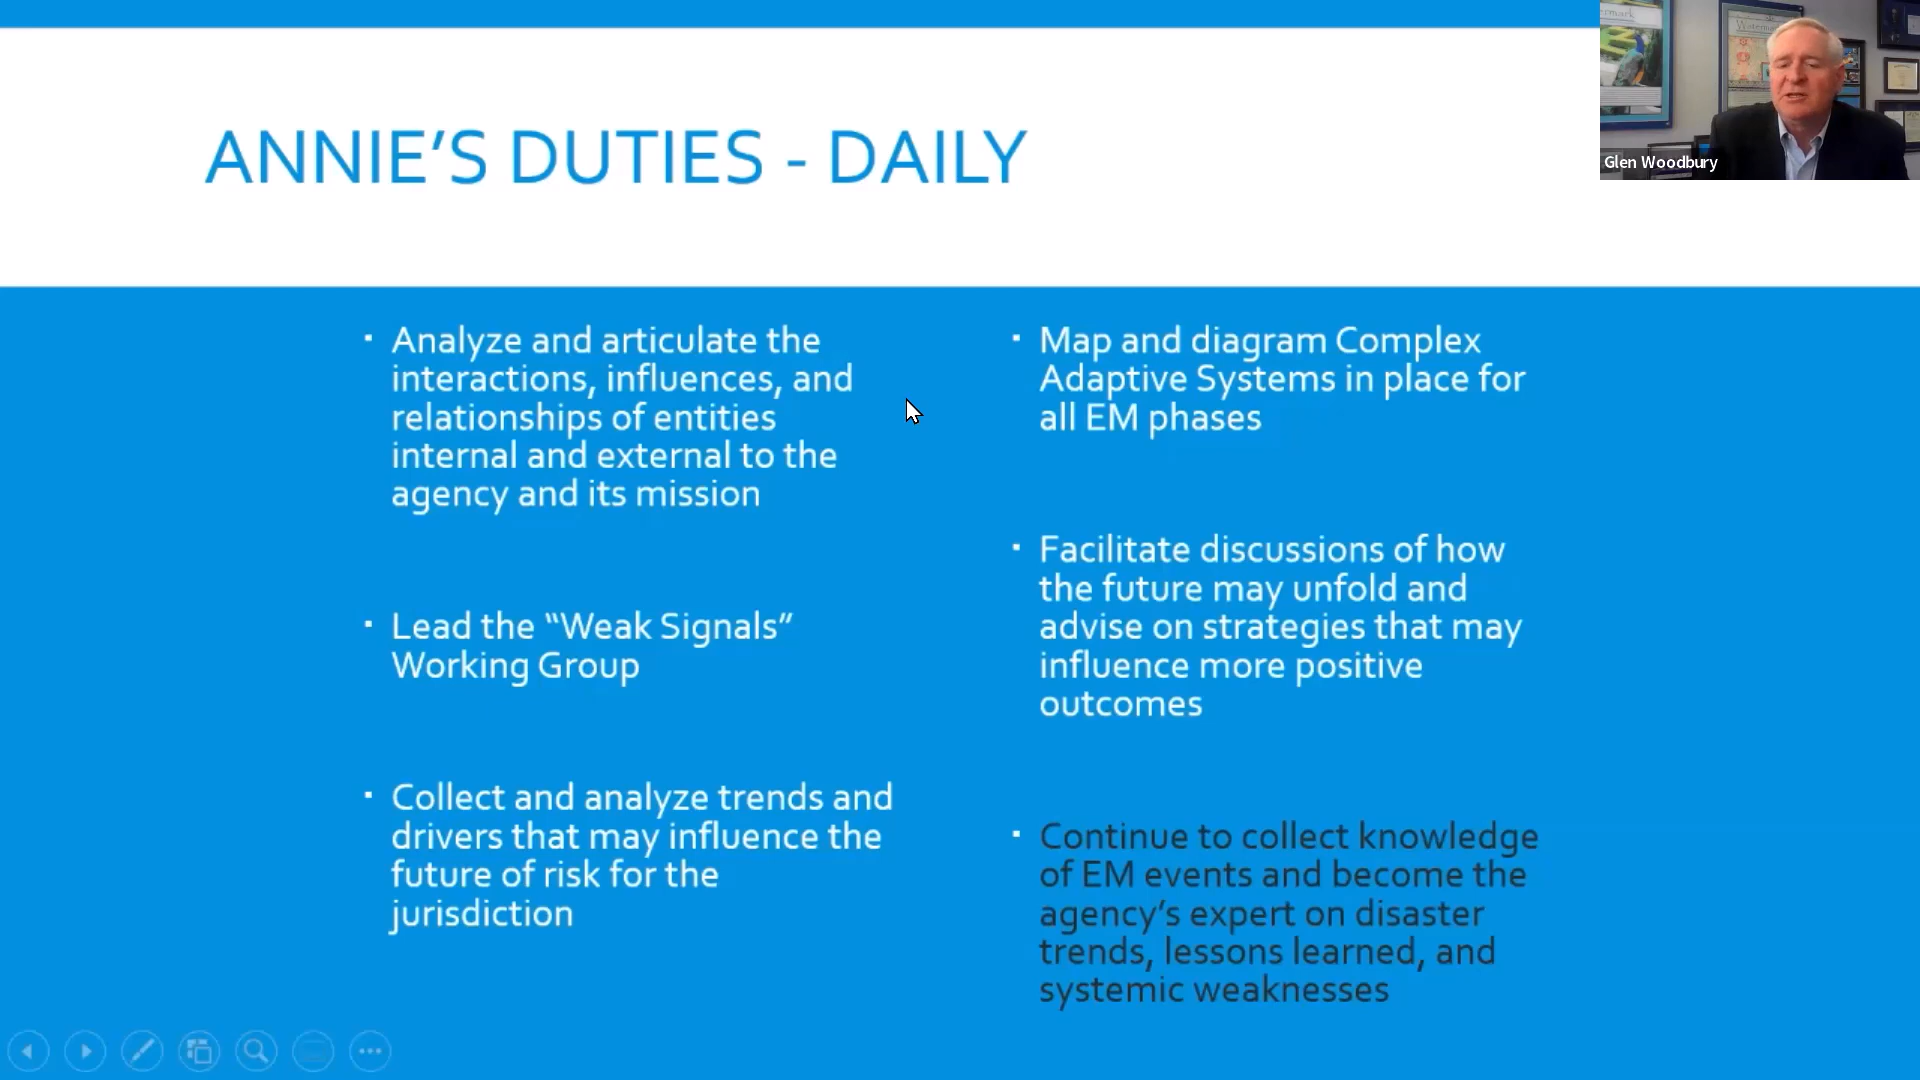 ANNIE'S DUTIES - DAILY
Glen Woodbury
▪ Analyze and articulate the
interactions, influences, and
relationships of entities
internal and external to the
agency and its mission
▪ Lead the “Weak Signals”
Working Group
▪ Collect and analyze trends and
drivers that may influence the
future of risk for the
jurisdiction
▪ Map and diagram Complex
Adaptive Systems in place for
all EM phases
▪ Facilitate discussions of how
the future may unfold and
advise on strategies that may
influence more positive
outcomes
▪ Continue to collect knowledge
of EM events and become the
agency's expert on disaster
trends, lessons learned, and
systemic weaknesses